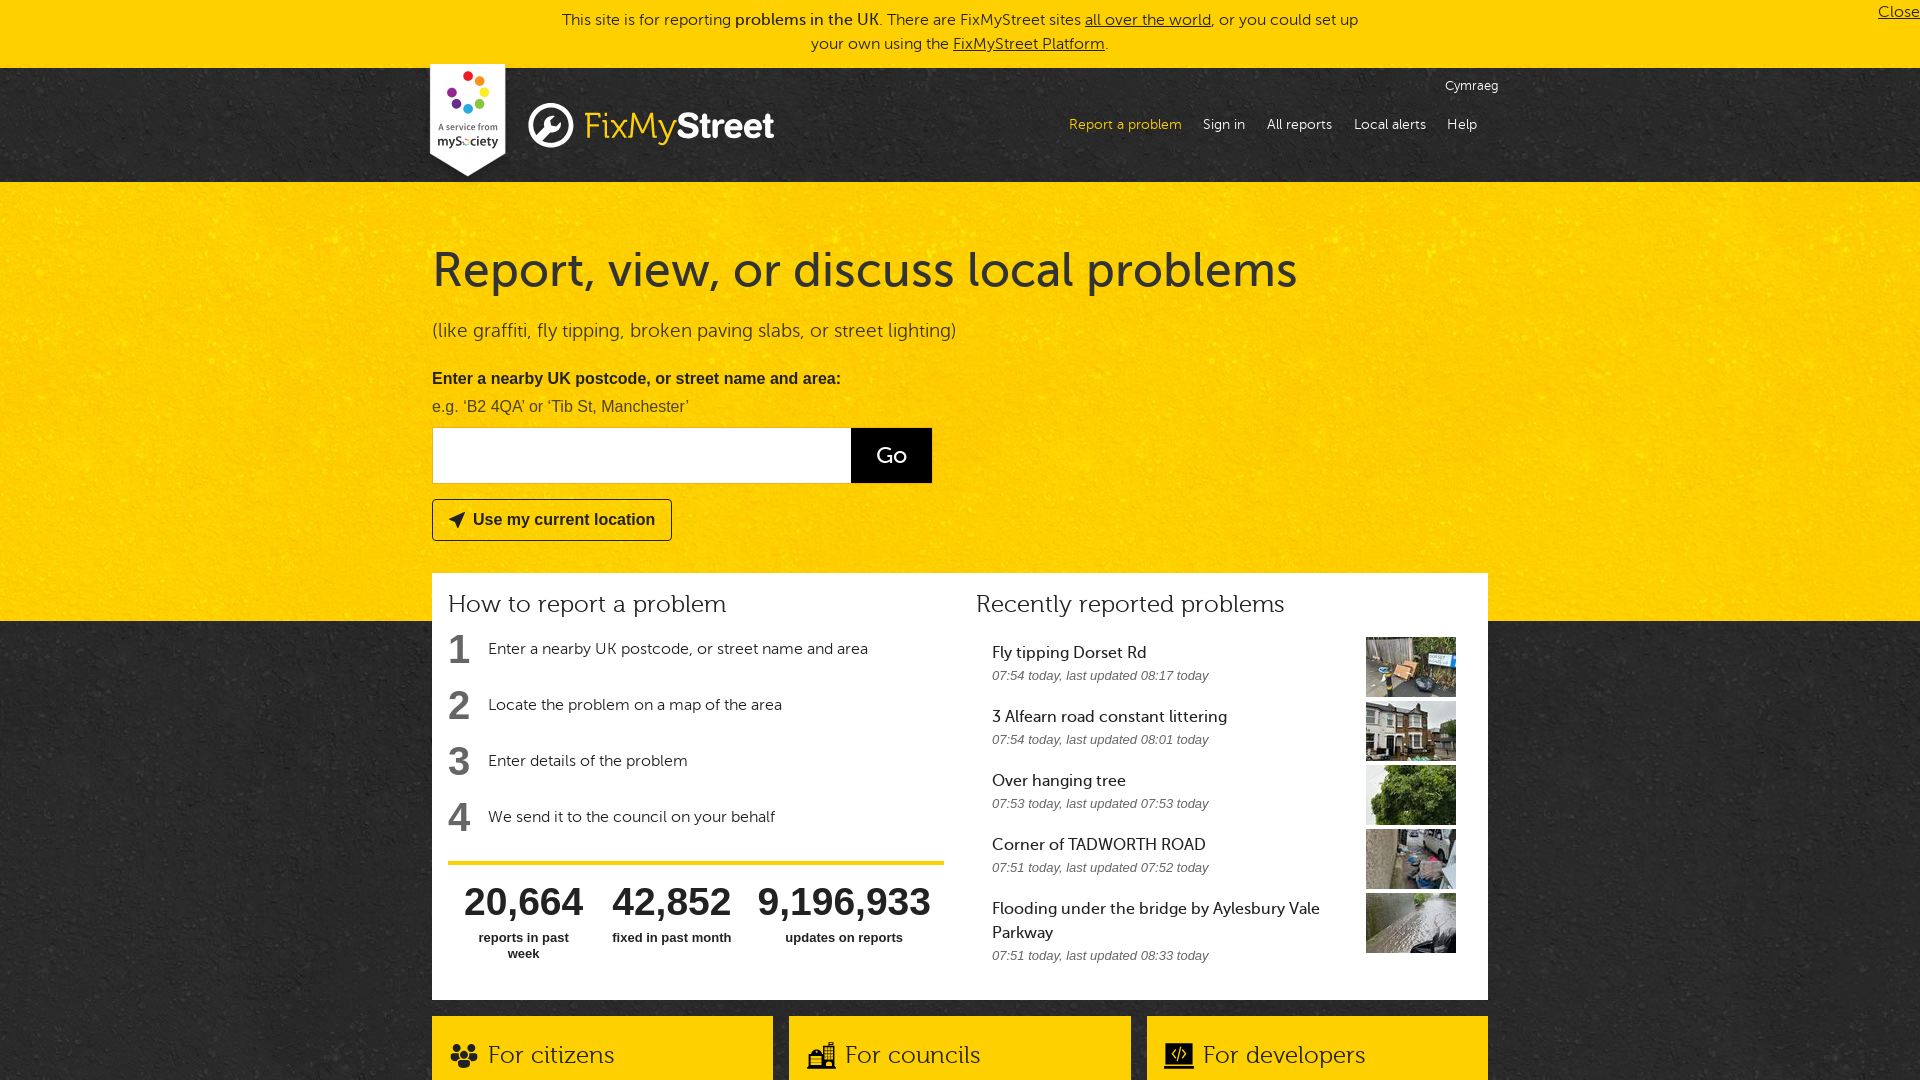 This site is for reporting problems in the UK. There are FixMyStreet sites all over the world, or you could set up
your own using the FixMyStreet Platform.
Close
A service from
mySociety
FixMyStreet
Cymraeg
Report a problem
Sign in
All reports
Local alerts
Help
Report, view, or discuss local problems
(like graffiti, fly tipping, broken paving slabs, or street lighting)
Enter a nearby UK postcode, or street name and area:
e.g. ‘B2 4QA’ or ‘Tib St, Manchester’
Go
Use my current location
How to report a problem
1 Enter a nearby UK postcode, or street name and area
2 Locate the problem on a map of the area
3 Enter details of the problem
4 We send it to the council on your behalf
20,664
reports in past
week
42,852
fixed in past month
9,196,933
updates on reports
Recently reported problems
Fly tipping Dorset Rd
07:54 today, last updated 08:17 today
3 Alfearn road constant littering
07:54 today, last updated 08:01 today
Over hanging tree
07:53 today, last updated 07:53 today
Corner of TADWORTH ROAD
07:51 today, last updated 07:52 today
Flooding under the bridge by Aylesbury Vale
Parkway
07:51 today, last updated 08:33 today
For citizens
For councils
For developers